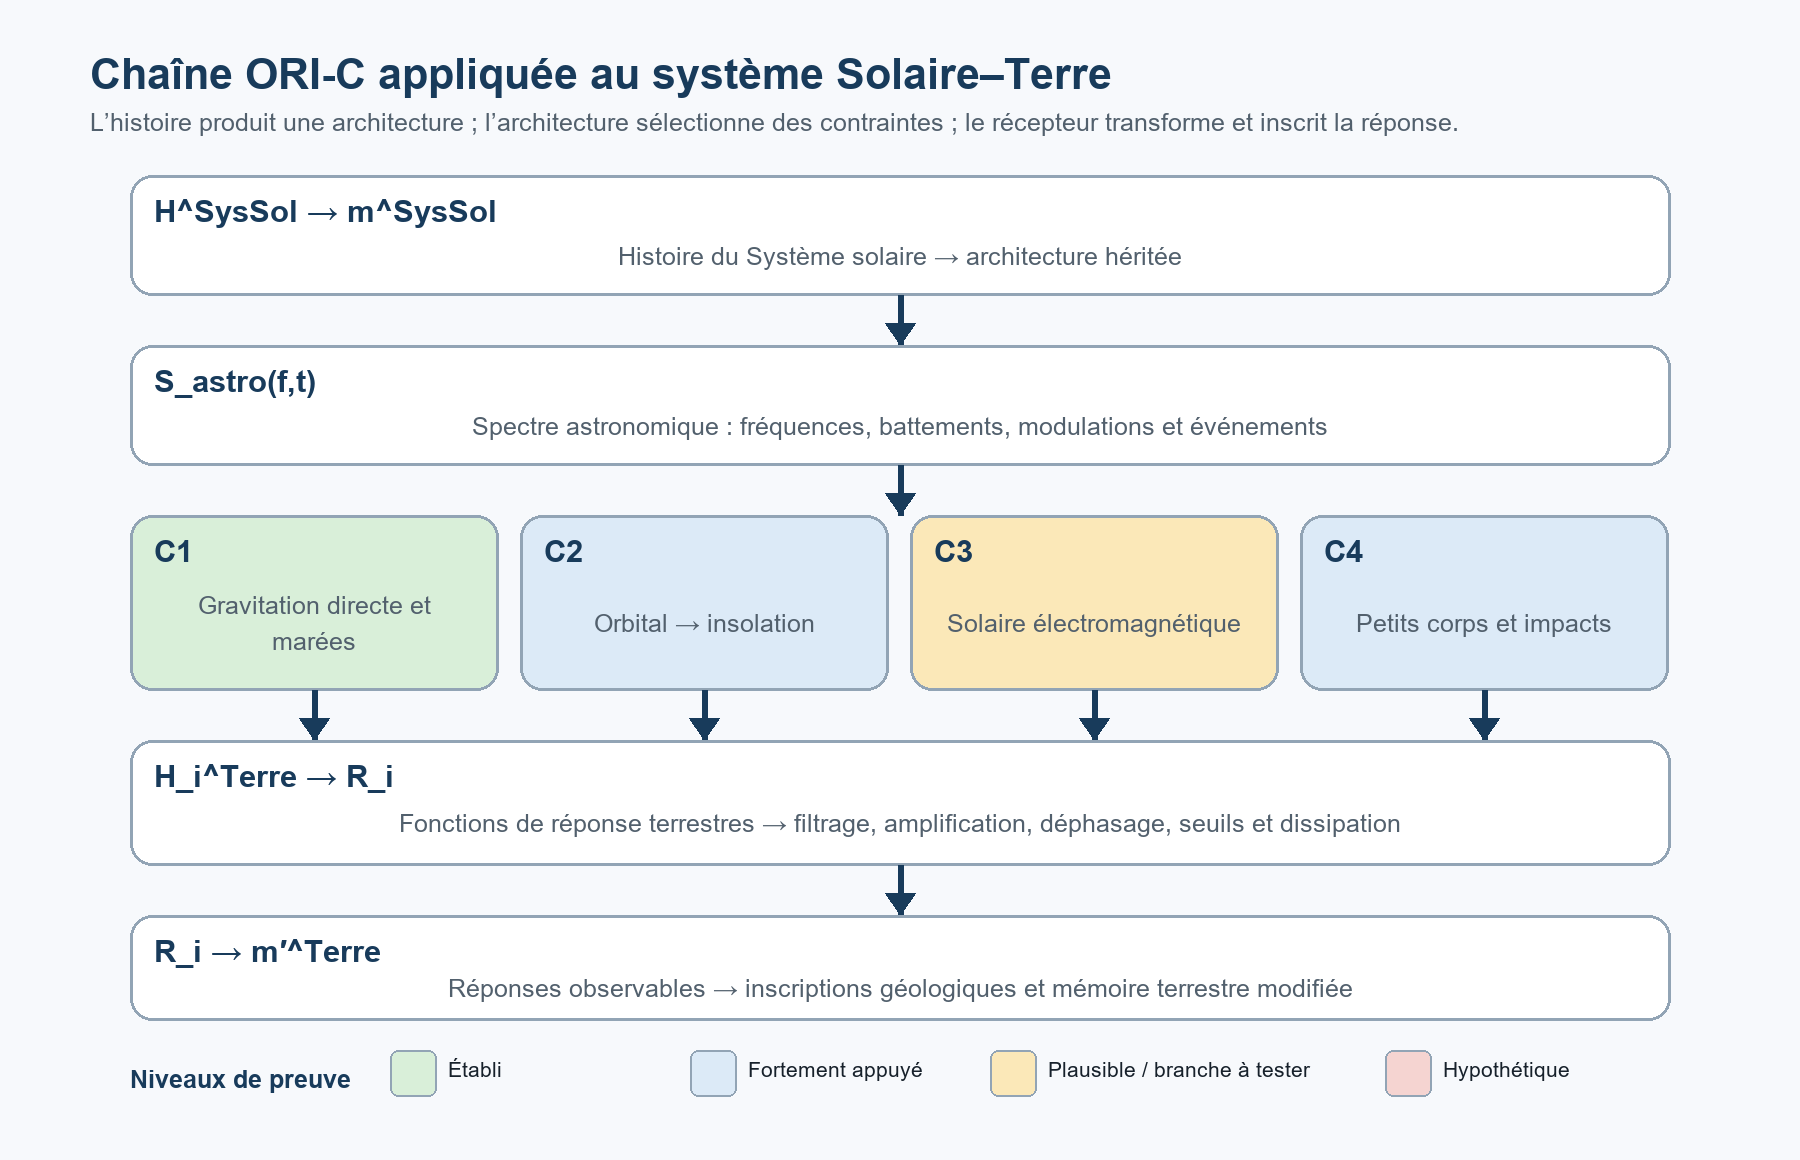 Chaîne ORI-C appliquée au système Solaire–Terre
L’histoire produit une architecture ; l’architecture sélectionne des contraintes ; le récepteur transforme et inscrit la réponse.
H^SysSol → m^SysSol
Histoire du Système solaire → architecture héritée
S_astro(f,t)
Spectre astronomique : fréquences, battements, modulations et événements
C1
Gravitation directe et
marées
C2
Orbital → insolation
C3
Solaire électromagnétique
C4
Petits corps et impacts
H_i^Terre → R_i
Fonctions de réponse terrestres → filtrage, amplification, déphasage, seuils et dissipation
R_i → m′^Terre
Réponses observables → inscriptions géologiques et mémoire terrestre modifiée
Niveaux de preuve
Établi
Fortement appuyé
Plausible / branche à tester
Hypothétique